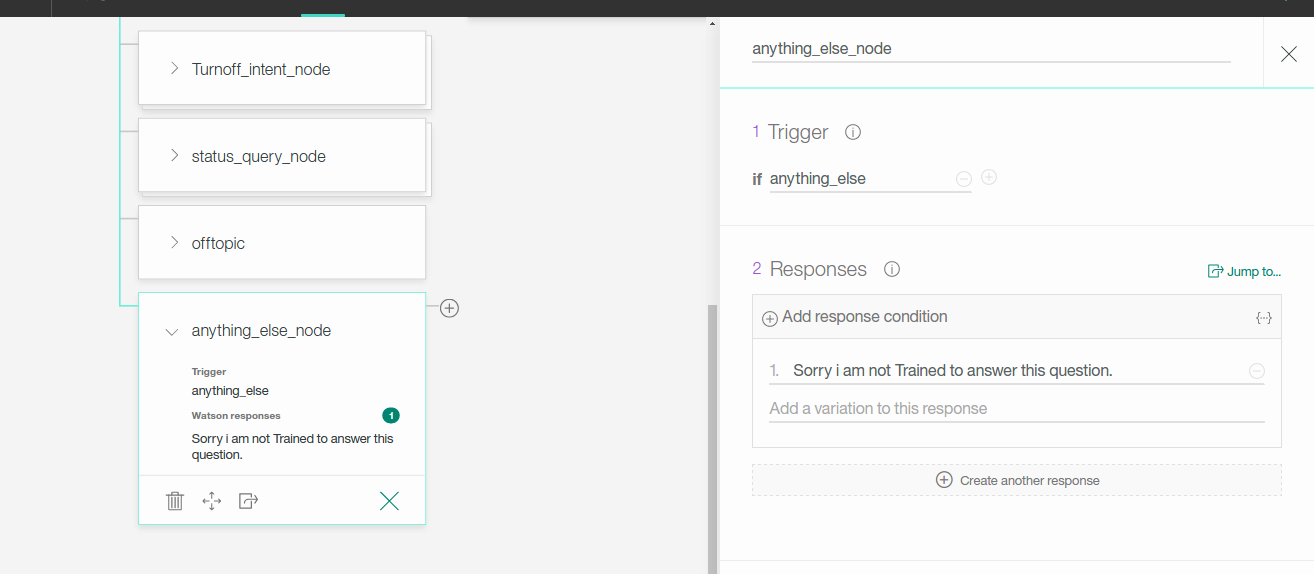 Turnoff_intent_node
status_query_node
offtopic
anything_else_node
Trigger
anything_else
Watson responses
1
Sorry i am not Trained to answer this
question.
anything_else_node
1 Trigger
if anything_else
2 Responses
Jump to...
Add response condition
1. Sorry i am not Trained to answer this question.
Add a variation to this response
Create another response